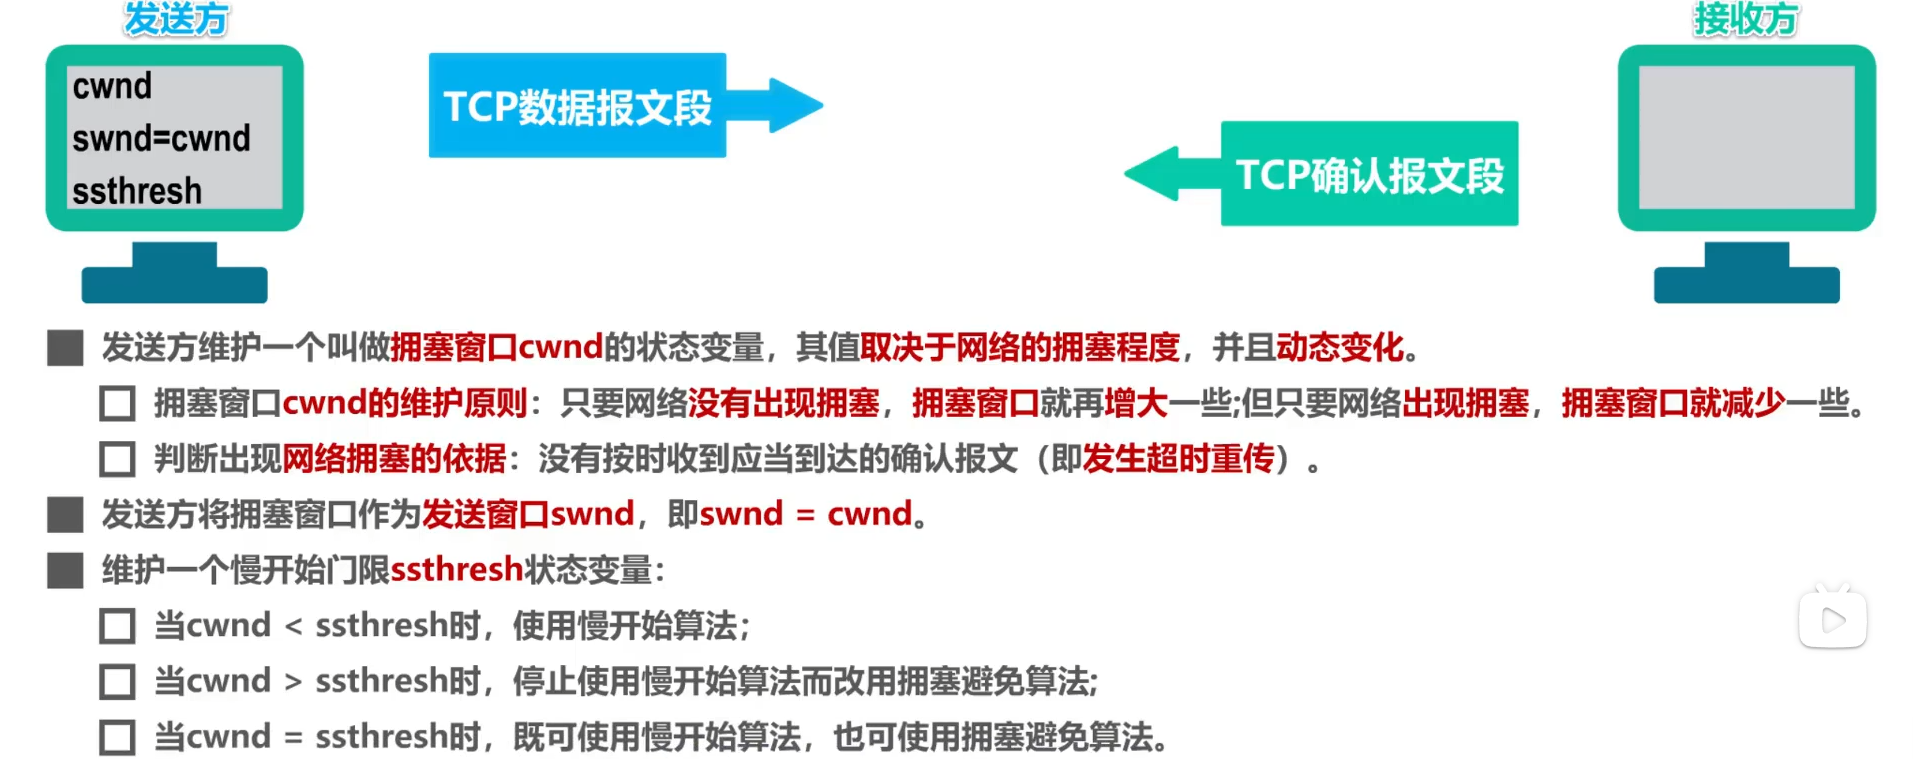 发送方
接收方
cwnd
swnd=cwnd
ssthresh
TCP数据报文段
TCP确认报文段
发送方维护一个叫做拥塞窗口cwnd的状态变量，其值取决于网络的拥塞程度，并且动态变化。
拥塞窗口cwnd的维护原则：只要网络没有出现拥塞，拥塞窗口就再增大一些;但只要网络出现拥塞，拥塞窗口就减少一些。
判断出现网络拥塞的依据：没有按时收到应当到达的确认报文（即发生超时重传）。
发送方将拥塞窗口作为发送窗口swnd，即swnd = cwnd。
维护一个慢开始门限ssthresh状态变量：
当cwnd < ssthresh时，使用慢开始算法；
当cwnd > ssthresh时，停止使用慢开始算法而改用拥塞避免算法;
当cwnd = ssthresh时，既可使用慢开始算法，也可使用拥塞避免算法。